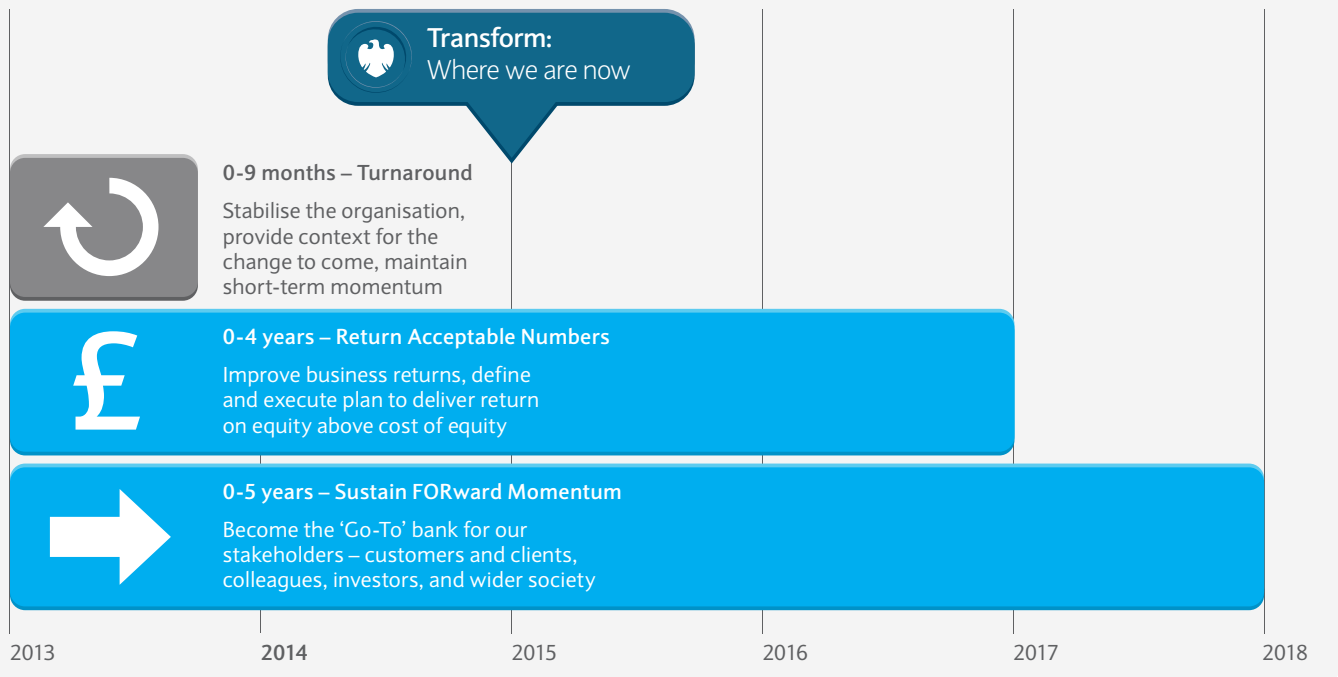 Transform:
Where we are now
0-9 months – Turnaround
Stabilise the organisation,
provide context for the
change to come, maintain
short-term momentum
£
0-4 years – Return Acceptable Numbers
Improve business returns, define
and execute plan to deliver return
on equity above cost of equity
0-5 years – Sustain FORward Momentum
Become the ‘Go-To’ bank for our
stakeholders – customers and clients,
colleagues, investors, and wider society
2013 2014 2015 2016 2017 2018